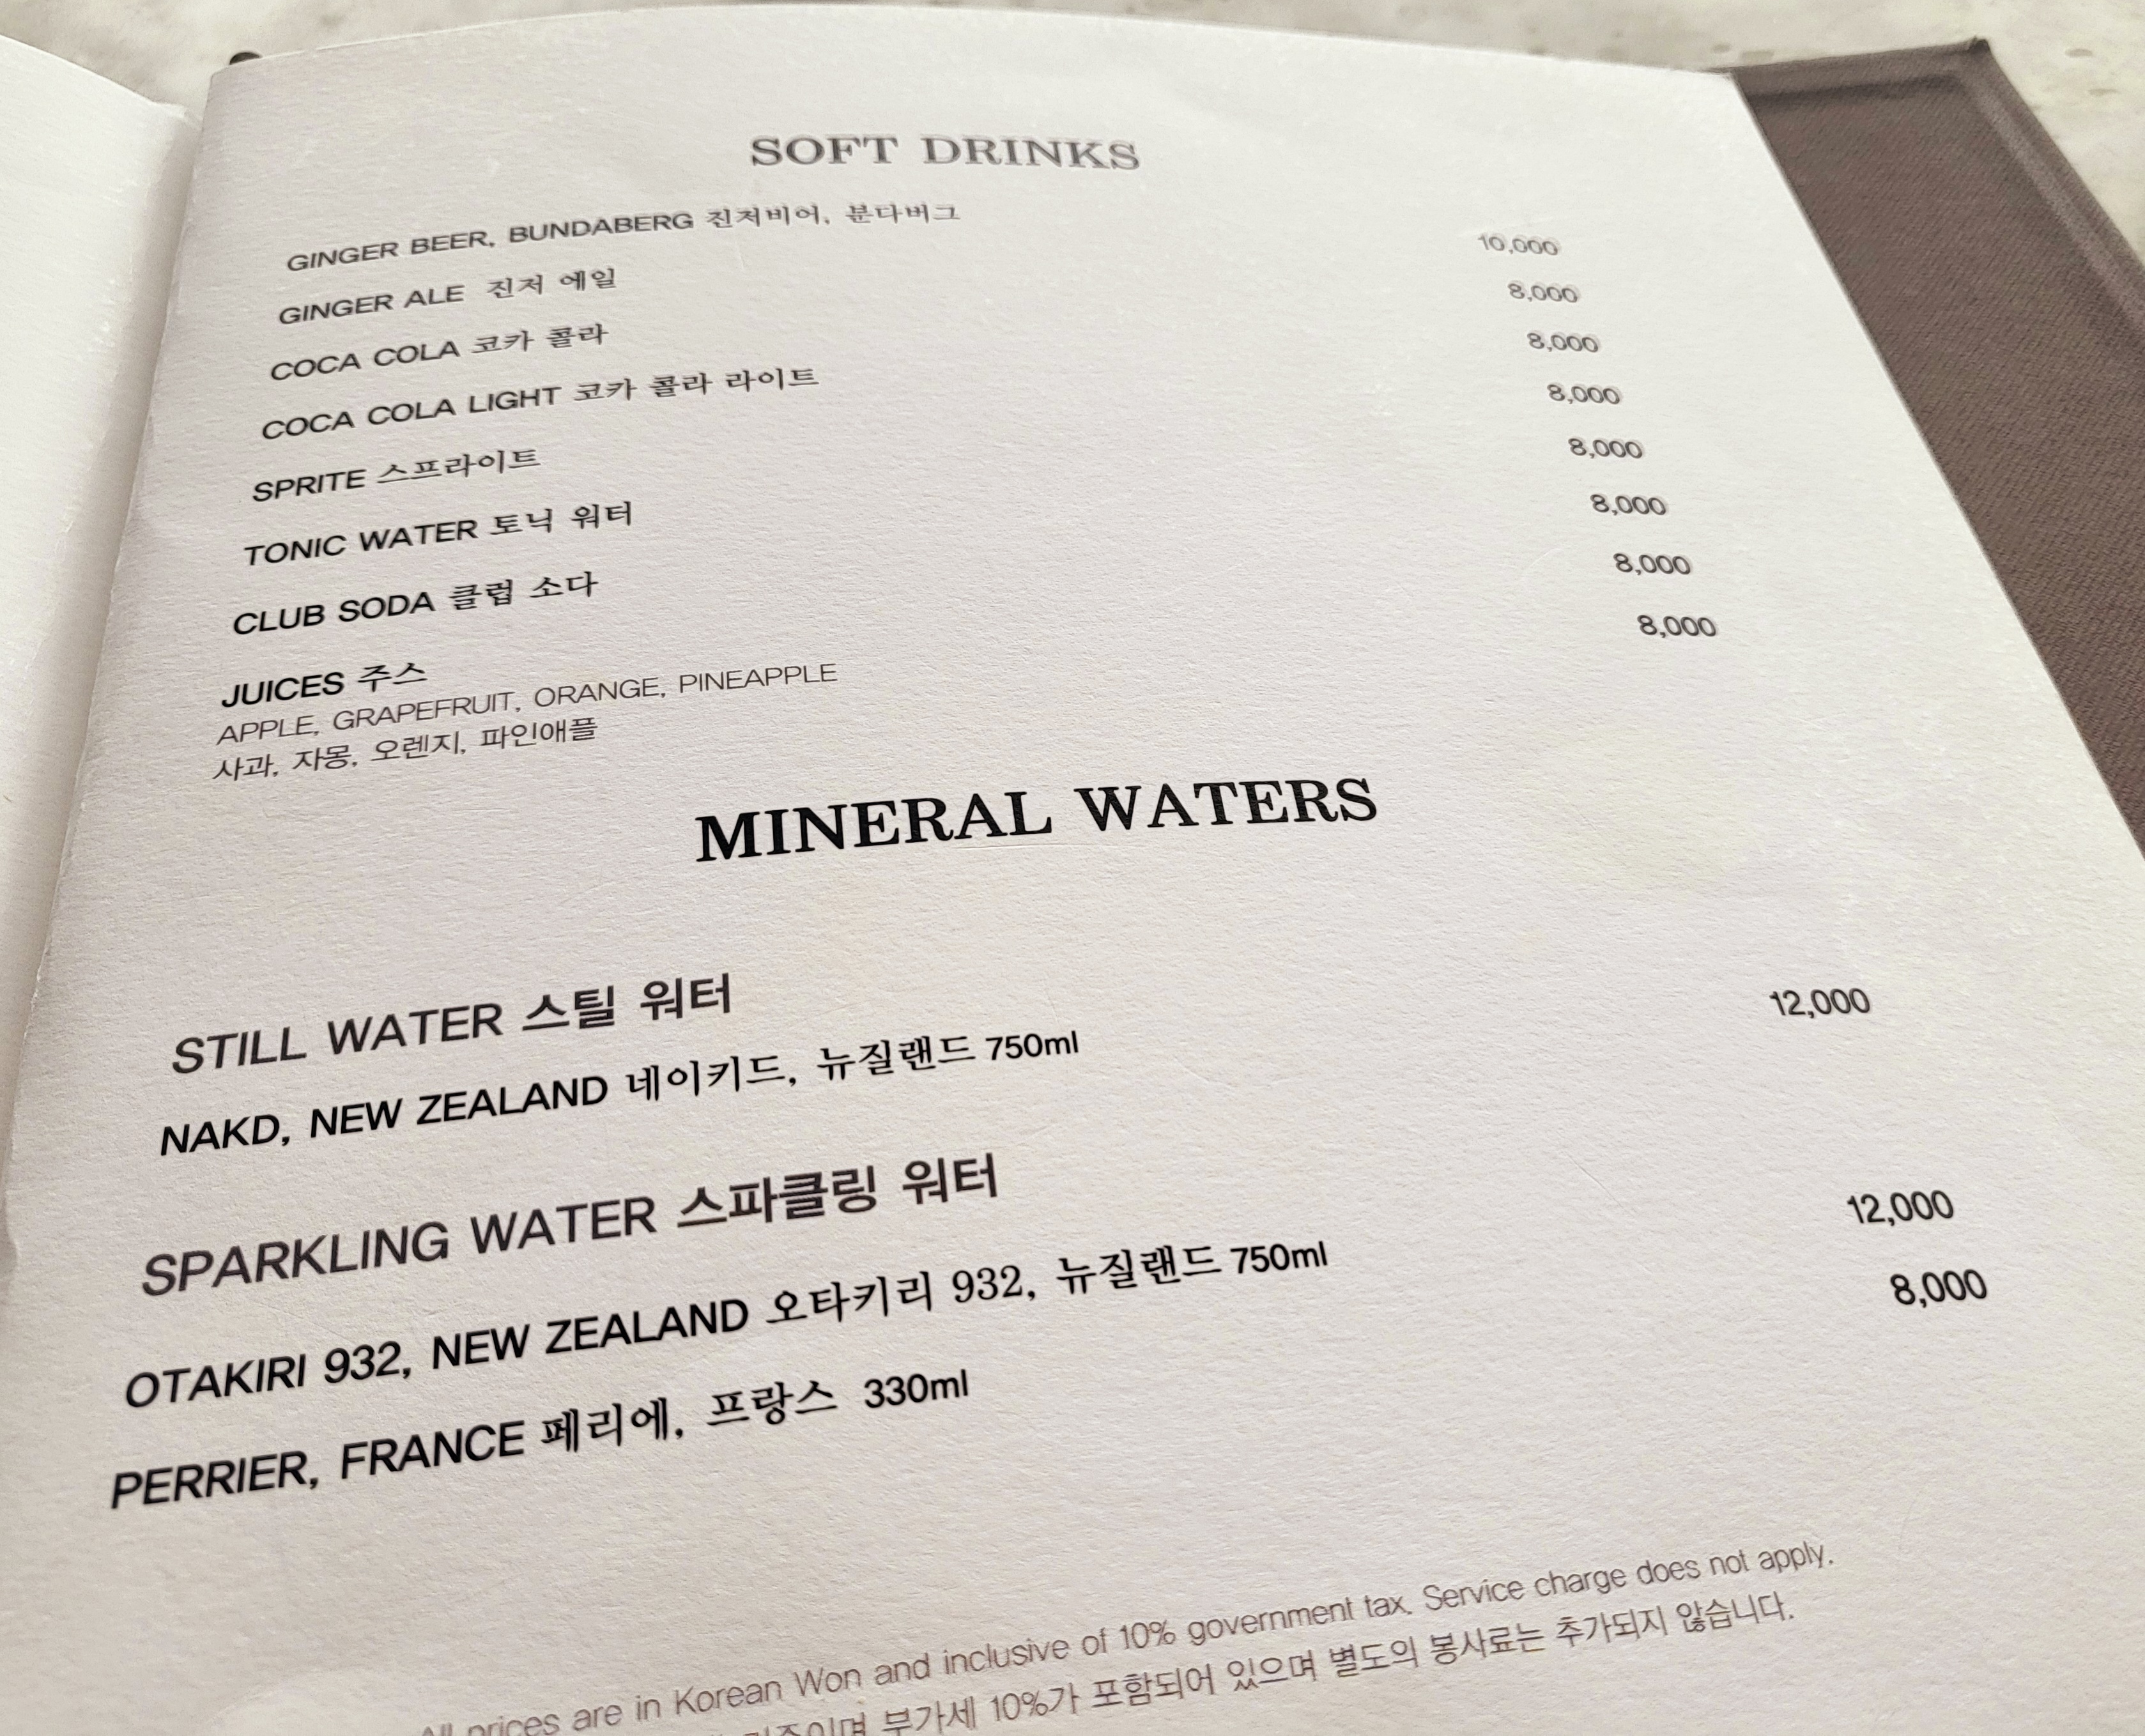 SOFT DRINKS
GINGER BEER, BUNDABERG 진저비어, 분다버그 10,000
GINGER ALE 진저 에일 8,000
COCA COLA 코카 콜라 8,000
COCA COLA LIGHT 코카 콜라 라이트 8,000
SPRITE 스프라이트 8,000
TONIC WATER 토닉 워터 8,000
CLUB SODA 클럽 소다 8,000
JUICES 주스 8,000
APPLE, GRAPEFRUIT, ORANGE, PINEAPPLE
사과, 자몽, 오렌지, 파인애플
MINERAL WATERS
STILL WATER 스틸 워터
NAKD, NEW ZEALAND 네이키드, 뉴질랜드 750ml 12,000
SPARKLING WATER 스파클링 워터
OTAKIRI 932, NEW ZEALAND 오타키리 932, 뉴질랜드 750ml 12,000
PERRIER, FRANCE 페리에, 프랑스 330ml 8,000
All prices are in Korean Won and inclusive of 10% government tax. Service charge does not apply.
부가세 10%가 포함되어 있으며 별도의 봉사료는 추가되지 않습니다.